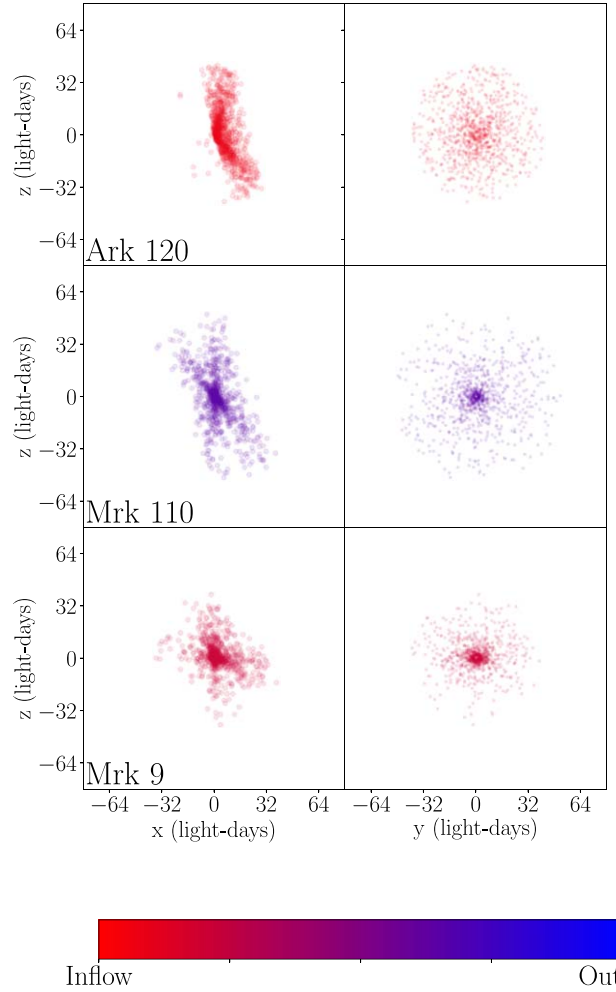 64
32
0
−32
−64
z (light-days)
Ark 120
64
32
0
−32
−64
z (light-days)
Mrk 110
64
32
0
−32
−64
z (light-days)
Mrk 9
−64 −32 0 32 64 −64 −32 0 32 64
x (light-days) y (light-days)
Inflow Out